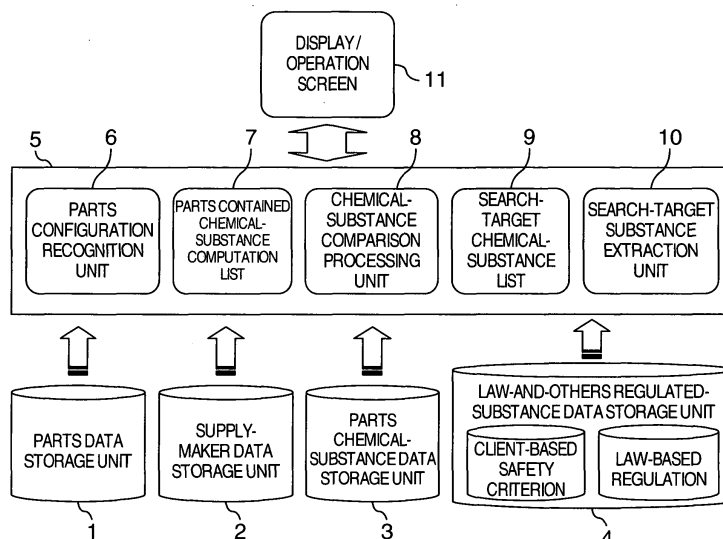 DISPLAY /
OPERATION
SCREEN
11
5
6
7
8
9
10
PARTS
CONFIGURATION
RECOGNITION
UNIT
PARTS CONTAINED
CHEMICAL-
SUBSTANCE
COMPUTATION
LIST
CHEMICAL-
SUBSTANCE
COMPARISON
PROCESSING
UNIT
SEARCH-
TARGET
CHEMICAL-
SUBSTANCE
LIST
SEARCH-TARGET
SUBSTANCE
EXTRACTION
UNIT
PARTS DATA
STORAGE UNIT
SUPPLY-
MAKER DATA
STORAGE UNIT
PARTS
CHEMICAL-
SUBSTANCE DATA
STORAGE UNIT
LAW-AND-OTHERS REGULATED-
SUBSTANCE DATA STORAGE UNIT
CLIENT-BASED
SAFETY
CRITERION
LAW-BASED
REGULATION
1
2
3
4